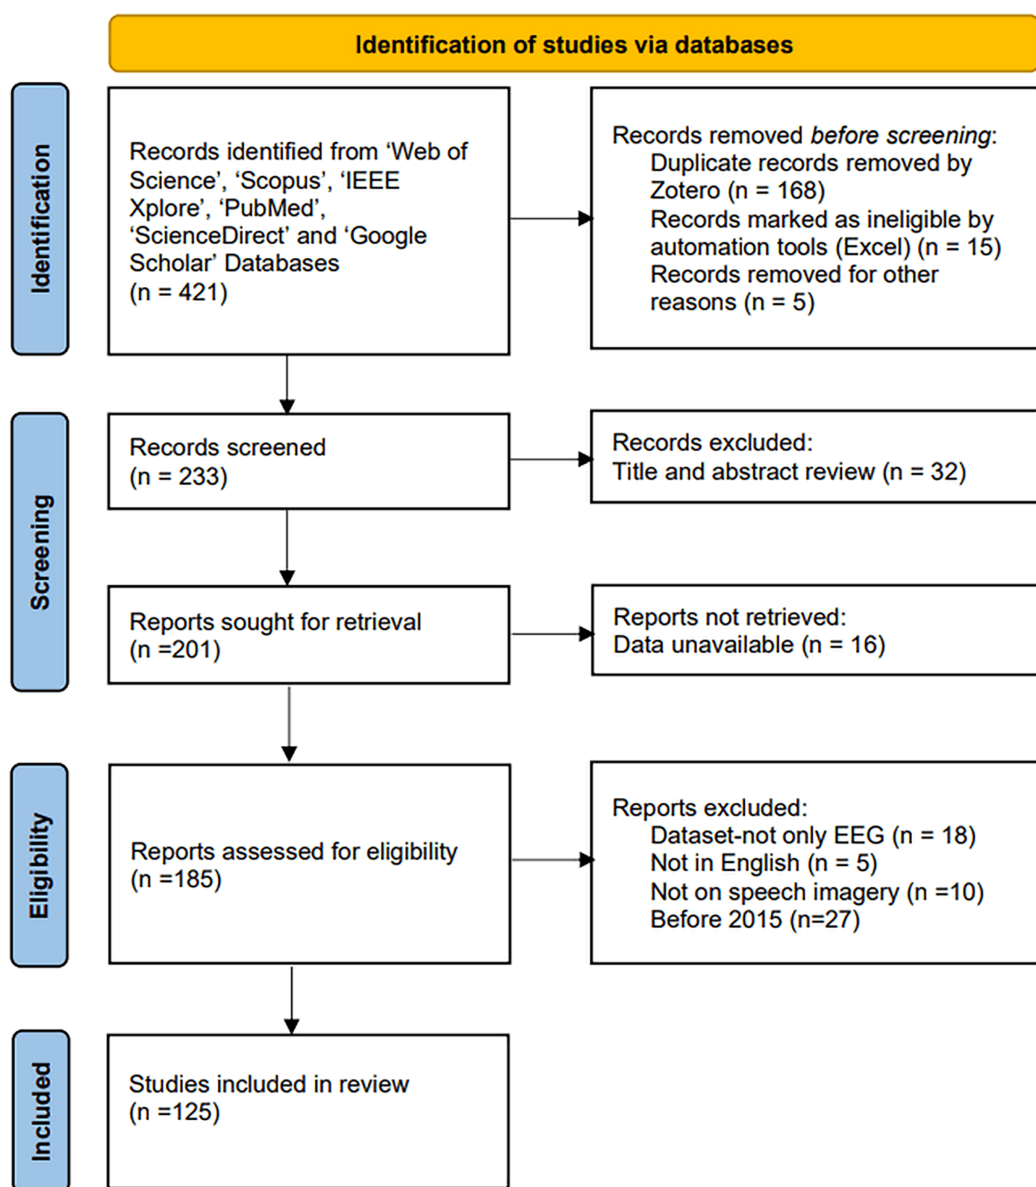 Identification of studies via databases
Identification
Records identified from ‘Web of
Science’, ‘Scopus’, ‘IEEE
Xplore’, ‘PubMed’,
‘ScienceDirect’ and ‘Google
Scholar’ Databases
(n = 421)
Records removed before screening:
Duplicate records removed by
Zotero (n = 168)
Records marked as ineligible by
automation tools (Excel) (n = 15)
Records removed for other
reasons (n = 5)
Screening
Records screened
(n = 233)
Records excluded:
Title and abstract review (n = 32)
Reports sought for retrieval
(n =201)
Reports not retrieved:
Data unavailable (n = 16)
Eligibility
Reports assessed for eligibility
(n =185)
Reports excluded:
Dataset-not only EEG (n = 18)
Not in English (n = 5)
Not on speech imagery (n =10)
Before 2015 (n=27)
Included
Studies included in review
(n =125)